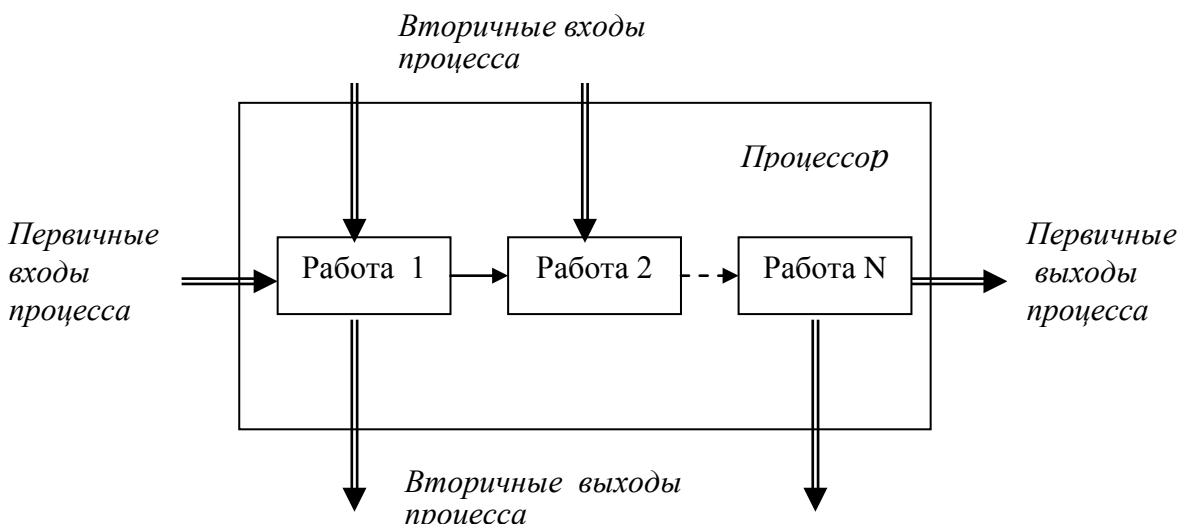 Вторичные входы
процесса
Процессор
Первичные
входы
процесса
Работа 1
Работа 2
Работа N
Первичные
выходы
процесса
Вторичные выходы
процесса